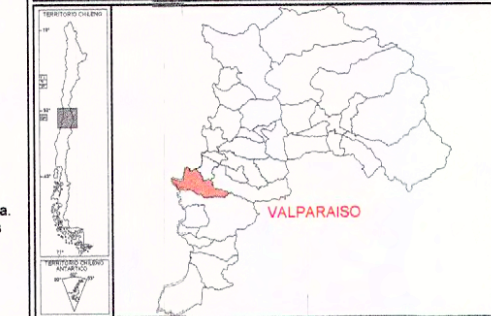 a.
TERRITORIO CHILENO
VALPARAISO
TERRITORIO CHILENO
ANTARTICO